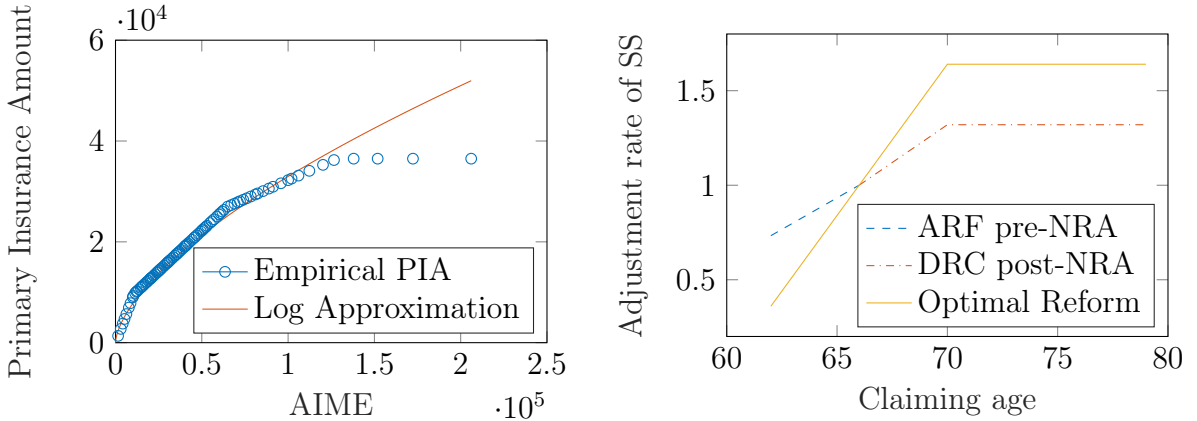 Primary Insurance Amount
·10^4
6
4
2
0
0
0.5
1
1.5
2
2.5
AIME
·10^5
Empirical PIA
Log Approximation
Adjustment rate of SS
1.5
1
0.5
60
65
70
75
80
Claiming age
ARF pre-NRA
DRC post-NRA
Optimal Reform